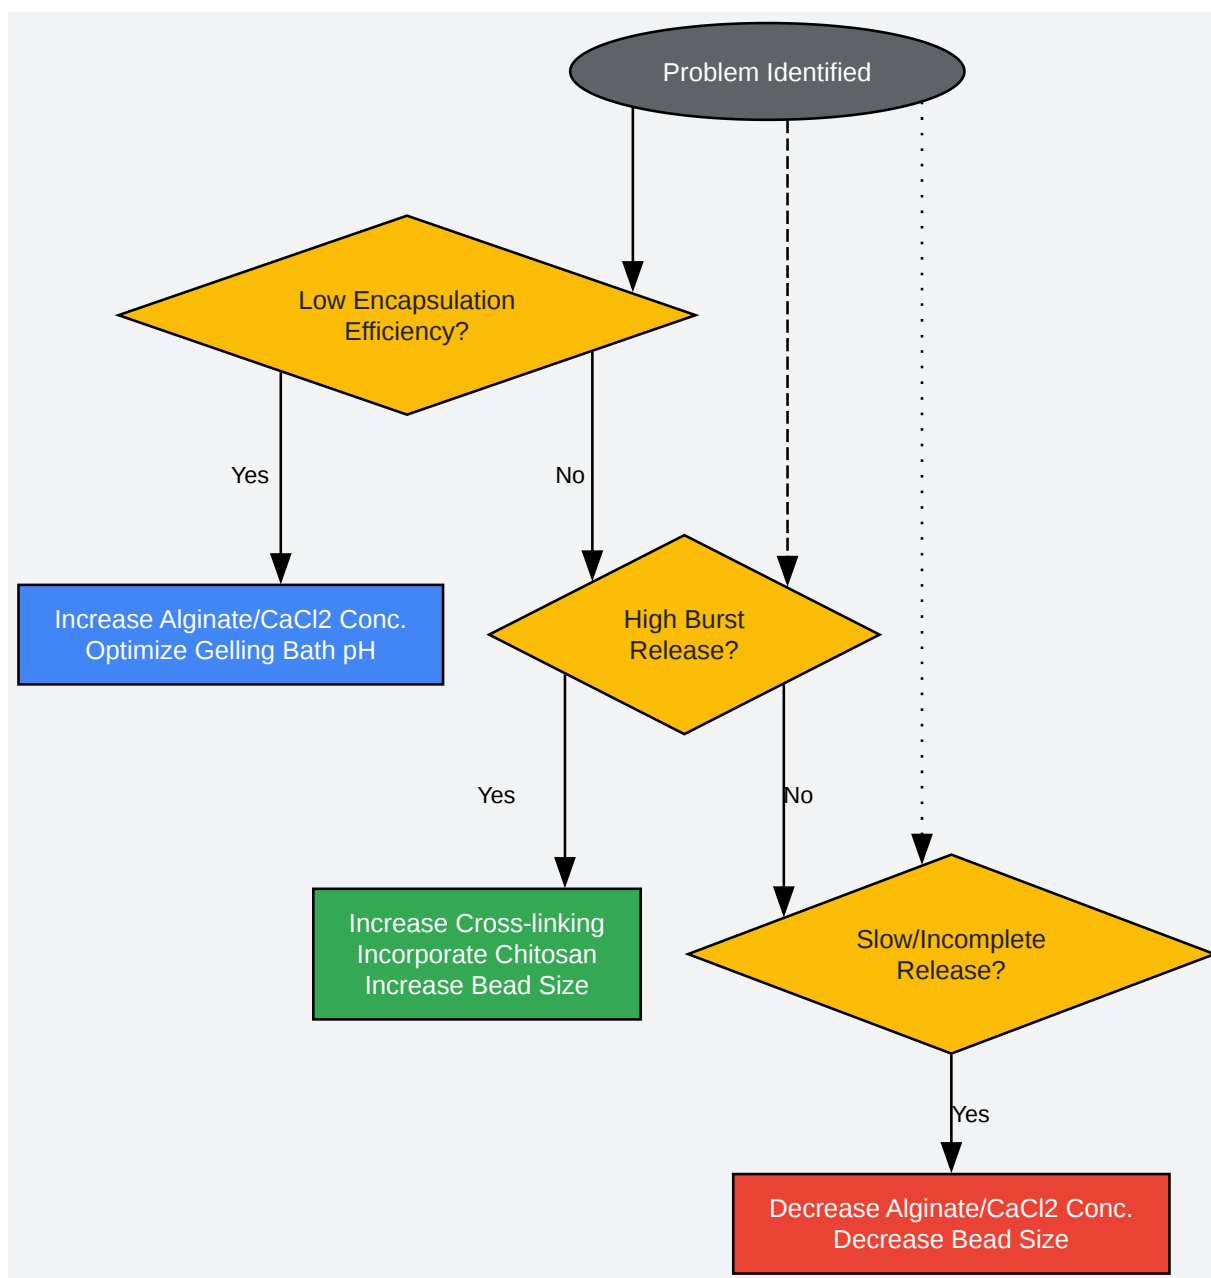 Problem Identified
Low Encapsulation
Efficiency?
Yes
No
Increase Alginate/CaCl2 Conc.
Optimize Gelling Bath pH
High Burst
Release?
Yes
No
Increase Cross-linking
Incorporate Chitosan
Increase Bead Size
Slow/Incomplete
Release?
Yes
Decrease Alginate/CaCl2 Conc.
Decrease Bead Size